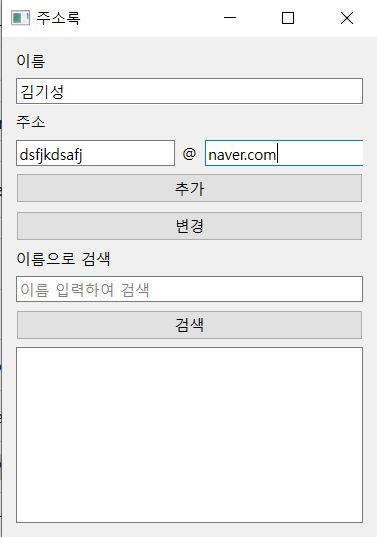 주소록
이름
김기성
주소
dsfjkdsafj @ naver.com
추가
변경
이름으로 검색
이름 입력하여 검색
검색